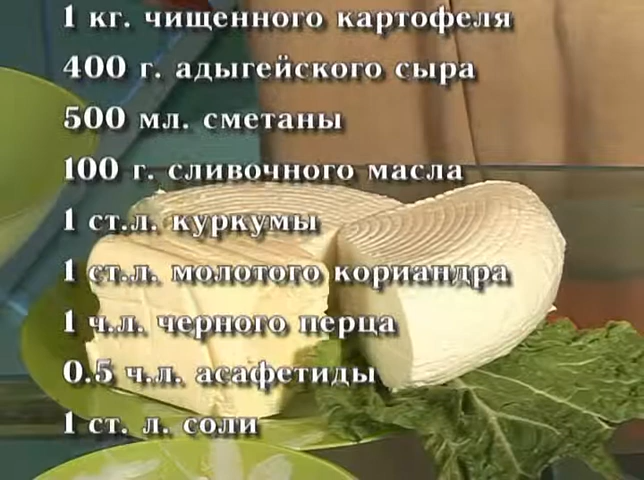 1 кг. чищенного картофеля
400 г. адыгейского сыра
500 мл. сметаны
100 г. сливочного масла
1 ст.л. куркумы
1 ст.л. молотого кориандра
1 ч.л. черного перца
0.5 ч.л. асафетиды
1 ст. л. соли